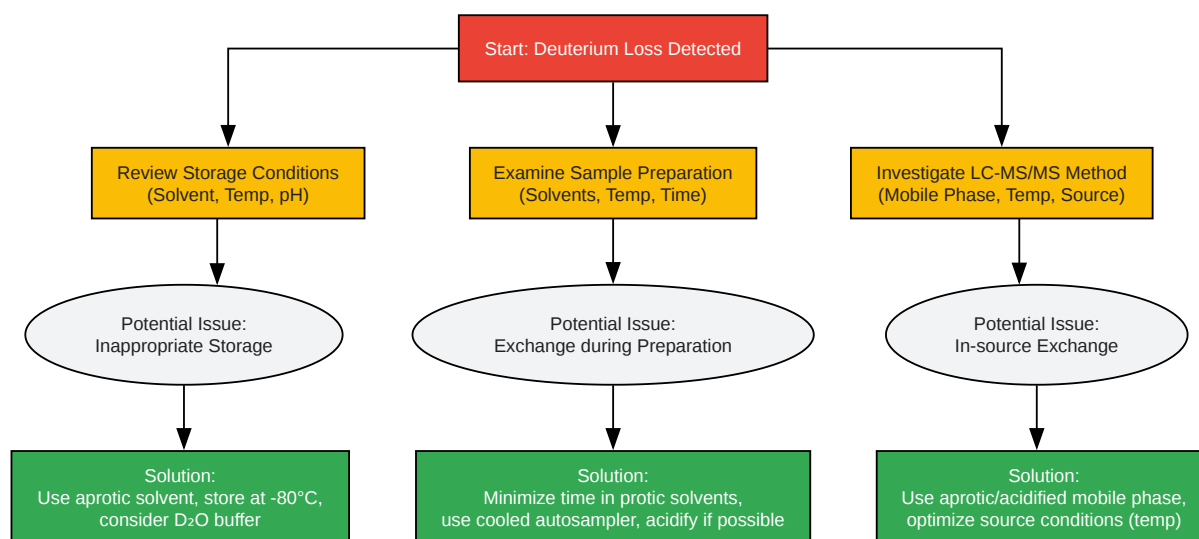 Start: Deuterium Loss Detected
Review Storage Conditions
(Solvent, Temp, pH)
Examine Sample Preparation
(Solvents, Temp, Time)
Investigate LC-MS/MS Method
(Mobile Phase, Temp, Source)
Potential Issue:
Inappropriate Storage
Potential Issue:
Exchange during Preparation
Potential Issue:
In-source Exchange
Solution:
Use aprotic solvent, store at -80°C,
consider D₂O buffer
Solution:
Minimize time in protic solvents,
use cooled autosampler, acidify if possible
Solution:
Use aprotic/acidified mobile phase,
optimize source conditions (temp)